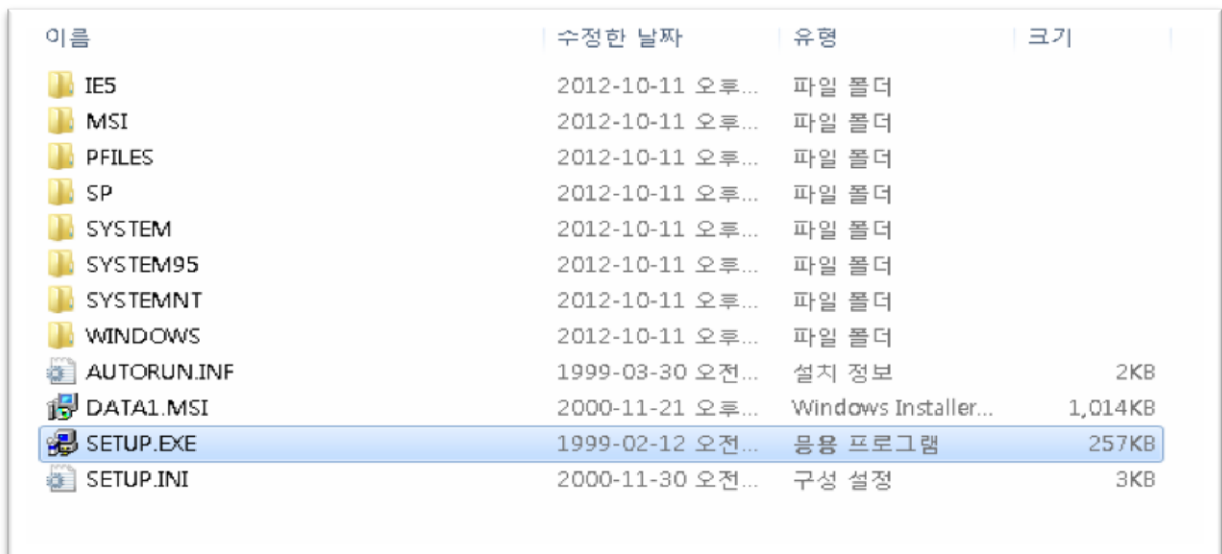 이름 수정한 날짜 유형 크기
IE5 2012-10-11 오후... 파일 폴더
MSI 2012-10-11 오후... 파일 폴더
PFILES 2012-10-11 오후... 파일 폴더
SP 2012-10-11 오후... 파일 폴더
SYSTEM 2012-10-11 오후... 파일 폴더
SYSTEM95 2012-10-11 오후... 파일 폴더
SYSTEMNT 2012-10-11 오후... 파일 폴더
WINDOWS 2012-10-11 오후... 파일 폴더
AUTORUN.INF 1999-03-30 오전... 설치 정보 2KB
DATA1.MSI 2000-11-21 오후... Windows Installer... 1,014KB
SETUP.EXE 1999-02-12 오전... 응용 프로그램 257KB
SETUP.INI 2000-11-30 오전... 구성 설정 3KB